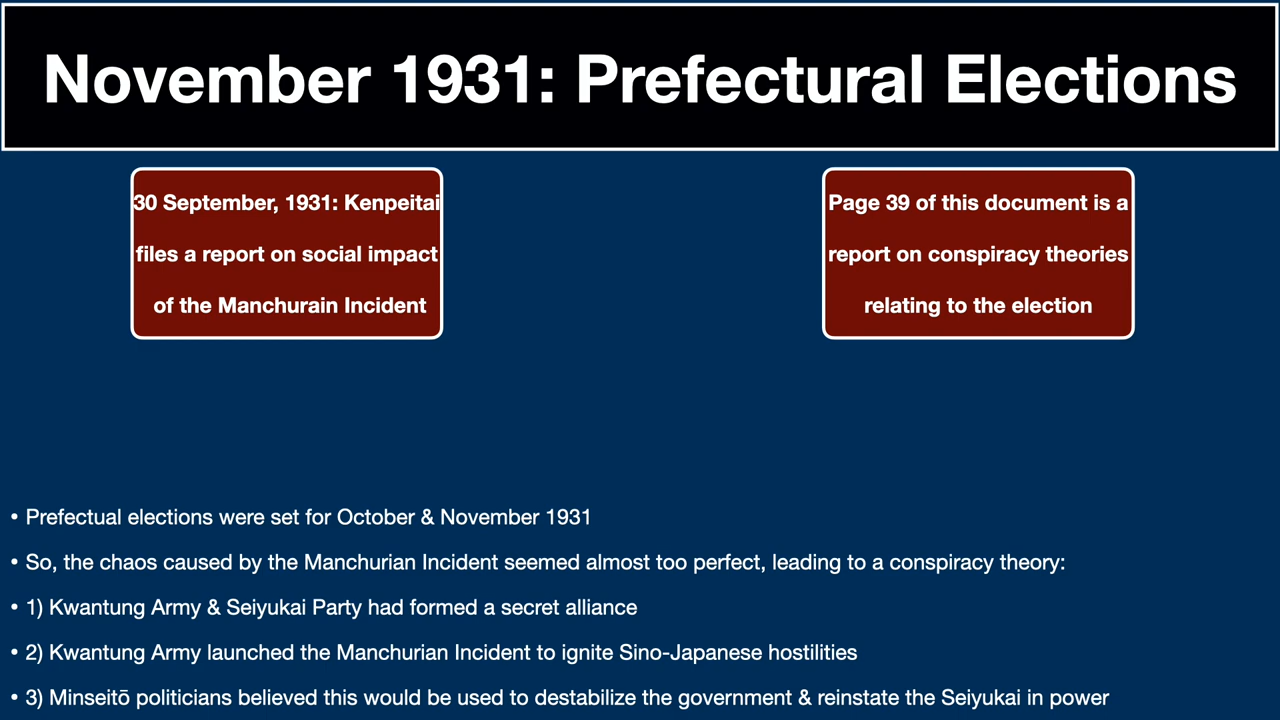 November 1931: Prefectural Elections
30 September, 1931: Kenpeitai
files a report on social impact
of the Manchurain Incident
Page 39 of this document is a
report on conspiracy theories
relating to the election
• Prefectual elections were set for October & November 1931
• So, the chaos caused by the Manchurian Incident seemed almost too perfect, leading to a conspiracy theory:
• 1) Kwantung Army & Seiyukai Party had formed a secret alliance
• 2) Kwantung Army launched the Manchurian Incident to ignite Sino-Japanese hostilities
• 3) Minseitō politicians believed this would be used to destabilize the government & reinstate the Seiyukai in power